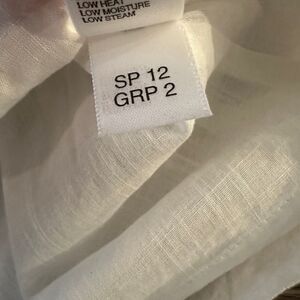 LOW HEAT
LOW MOISTURE
LOW STEAM
SP 12
GRP 2